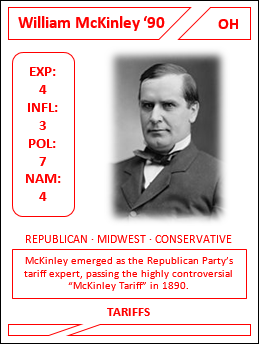 William McKinley ‘90
OH
EXP:
4
INFL:
3
POL:
7
NAM:
4
REPUBLICAN · MIDWEST · CONSERVATIVE
McKinley emerged as the Republican Party's
tariff expert, passing the highly controversial
“McKinley Tariff” in 1890.
TARIFFS